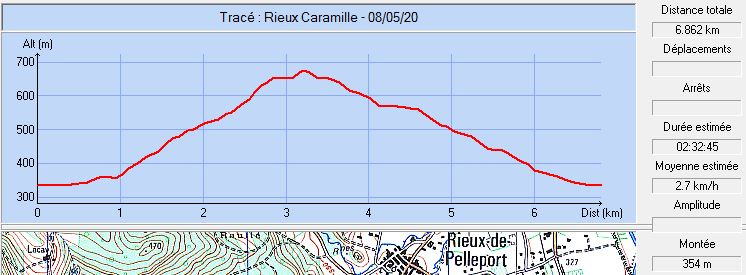 Tracé : Rieux Caramille - 08/05/20
Alt (m)
700
600
500
400
300
0 1 2 3 4 5 6 Dist (km)
Distance totale
6.862 km
Déplacements
Arrêts
Durée estimée
02:32:45
Moyenne estimée
2.7 km/h
Amplitude
Montée
354 m
470
Rieux-de-
Pelleport
327